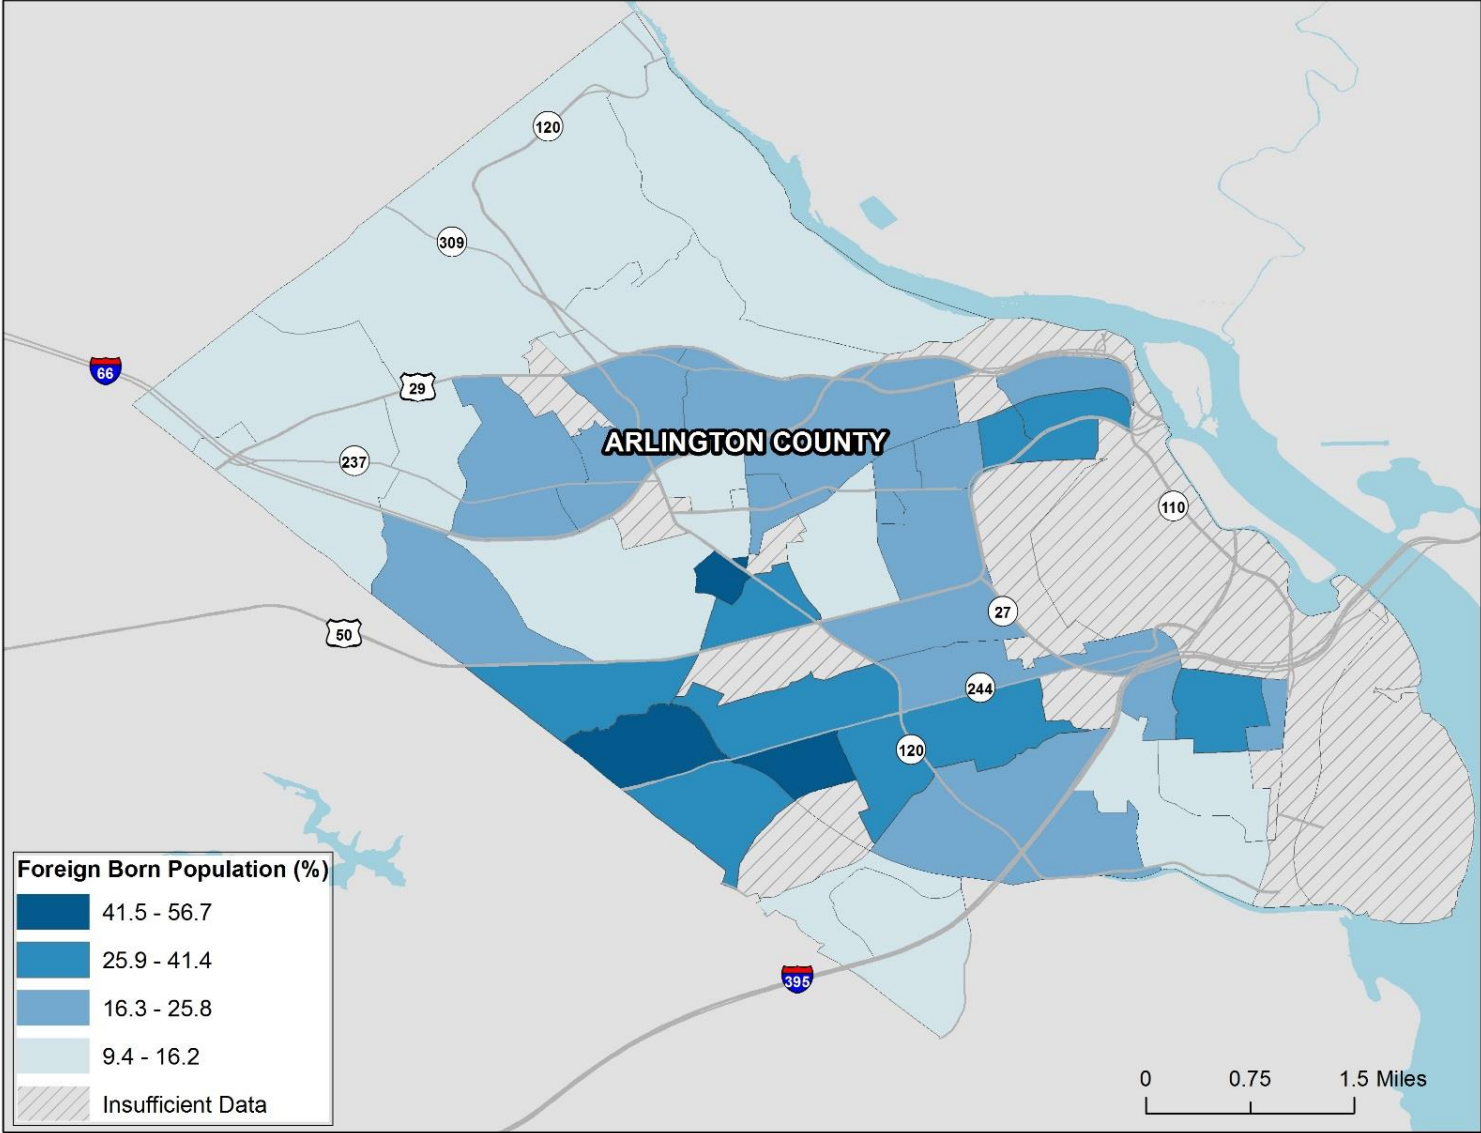 120
309
66
29
ARLINGTON COUNTY
237
110
50
27
244
120
Foreign Born Population (%)
41.5 - 56.7
25.9 - 41.4
16.3 - 25.8
9.4 - 16.2
Insufficient Data
395
0 0.75 1.5 Miles